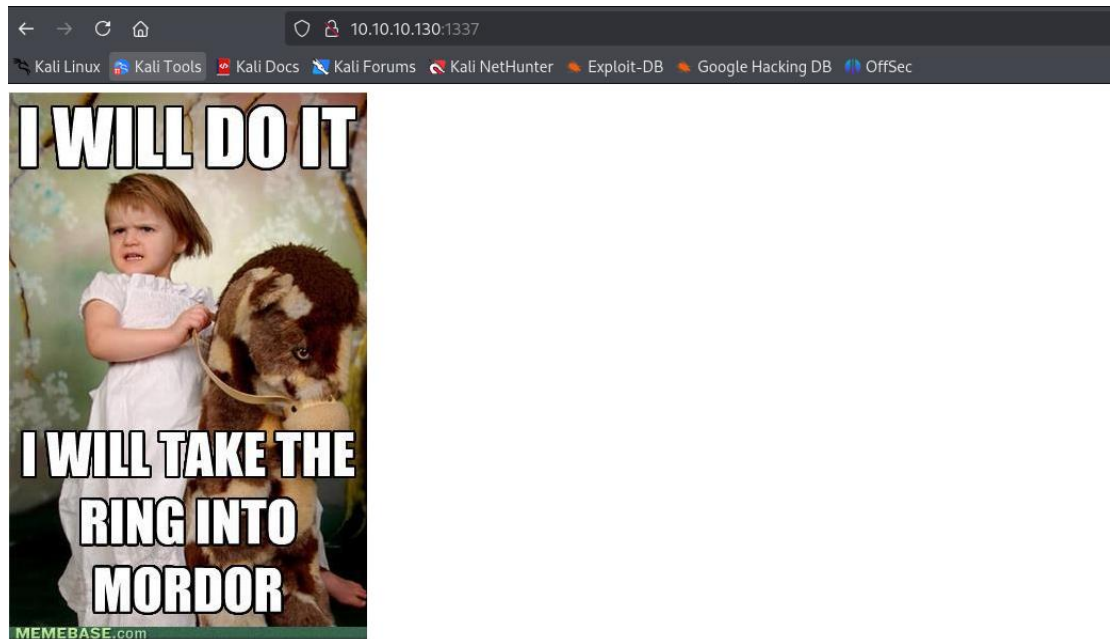 10.10.10.130:1337
Kali Linux Kali Tools Kali Docs Kali Forums Kali NetHunter Exploit-DB Google Hacking DB OffSec
I WILL DO IT
I WILL TAKE THE
RING INTO
MORDOR
MEMEBASE.com